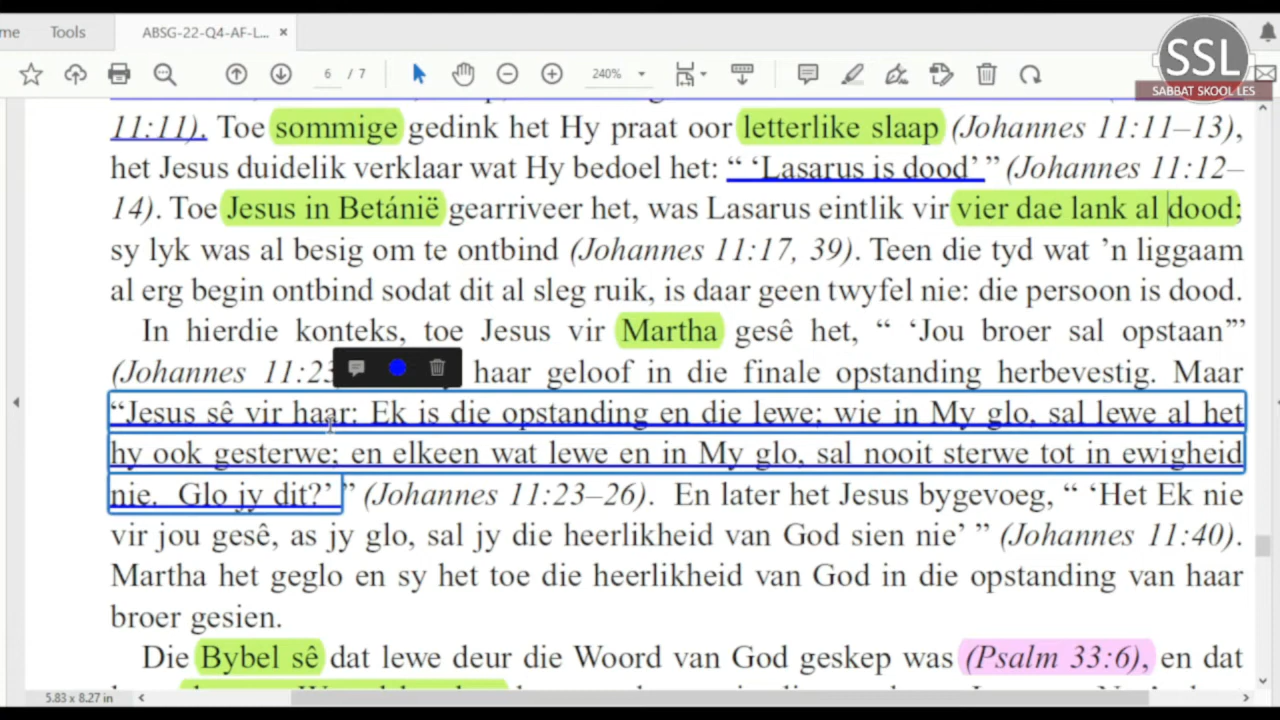 me Tools ABSG-22-Q4-AF-L... ×
SSL
SABBAT SKOOL LES
6 / 7 240%
11:11). Toe sommige gedink het Hy praat oor letterlike slaap (Johannes 11:11–13),
het Jesus duidelik verklaar wat Hy bedoel het: “ ‘Lasarus is dood’ ” (Johannes 11:12–
14). Toe Jesus in Betánië gearriveer het, was Lasarus eintlik vir vier dae lank al dood;
sy lyk was al besig om te ontbind (Johannes 11:17, 39). Teen die tyd wat ’n liggaam
al erg begin ontbind sodat dit al sleg ruik, is daar geen twyfel nie: die persoon is dood.
In hierdie konteks, toe Jesus vir Martha gesê het, “ ‘Jou broer sal opstaan’”
(Johannes 11:23 haar geloof in die finale opstanding herbevestig. Maar
“Jesus sê vir haar: Ek is die opstanding en die lewe; wie in My glo, sal lewe al het
hy ook gesterwe; en elkeen wat lewe en in My glo, sal nooit sterwe tot in ewigheid
nie. Glo jy dit?’ ” (Johannes 11:23–26). En later het Jesus bygevoeg, “ ‘Het Ek nie
vir jou gesê, as jy glo, sal jy die heerlikheid van God sien nie’ ” (Johannes 11:40).
Martha het geglo en sy het toe die heerlikheid van God in die opstanding van haar
broer gesien.
Die Bybel sê dat lewe deur die Woord van God geskep was (Psalm 33:6), en dat
5.83 x 8.27 in